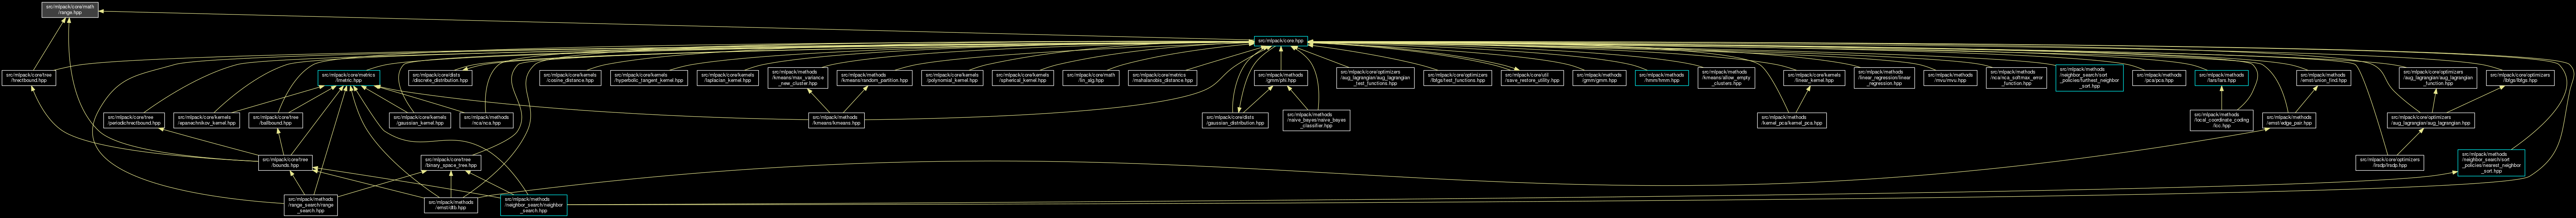 src/mlpack/core/math
/range.hpp
src/mlpack/core.hpp
src/mlpack/core/tree
/hrectbound.hpp
src/mlpack/core/metrics
/lmetric.hpp
src/mlpack/core/dists
/discrete_distribution.hpp
src/mlpack/core/kernels
/cosine_distance.hpp
src/mlpack/core/kernels
/hyperbolic_tangent_kernel.hpp
src/mlpack/core/kernels
/laplacian_kernel.hpp
src/mlpack/methods
/kmeans/max_variance
_new_cluster.hpp
src/mlpack/methods
/kmeans/random_partition.hpp
src/mlpack/core/kernels
/polynomial_kernel.hpp
src/mlpack/core/kernels
/spherical_kernel.hpp
src/mlpack/core/math
/lin_alg.hpp
src/mlpack/core/metrics
/mahalanobis_distance.hpp
src/mlpack/methods
/gmm/phi.hpp
src/mlpack/core/optimizers
/aug_lagrangian/aug_lagrangian
_test_functions.hpp
src/mlpack/core/optimizers
/lbfgs/test_functions.hpp
src/mlpack/core/util
/save_restore_utility.hpp
src/mlpack/methods
/gmm/gmm.hpp
src/mlpack/methods
/hmm/hmm.hpp
src/mlpack/methods
/kmeans/allow_empty
_clusters.hpp
src/mlpack/core/kernels
/linear_kernel.hpp
src/mlpack/methods
/linear_regression/linear
_regression.hpp
src/mlpack/methods
/mvu/mvu.hpp
src/mlpack/methods
/nca/nca_softmax_error
_function.hpp
src/mlpack/methods
/neighbor_search/sort
_policies/furthest_neighbor
_sort.hpp
src/mlpack/methods
/pca/pca.hpp
src/mlpack/methods
/lars/lars.hpp
src/mlpack/methods
/emst/union_find.hpp
src/mlpack/core/optimizers
/aug_lagrangian/aug_lagrangian
_function.hpp
src/mlpack/core/optimizers
/lbfgs/lbfgs.hpp
src/mlpack/core/tree
/periodichrectbound.hpp
src/mlpack/core/kernels
/epanechnikov_kernel.hpp
src/mlpack/core/tree
/ballbound.hpp
src/mlpack/core/kernels
/gaussian_kernel.hpp
src/mlpack/methods
/nca/nca.hpp
src/mlpack/methods
/kmeans/kmeans.hpp
src/mlpack/core/dists
/gaussian_distribution.hpp
src/mlpack/methods
/naive_bayes/naive_bayes
_classifier.hpp
src/mlpack/methods
/kernel_pca/kernel_pca.hpp
src/mlpack/methods
/local_coordinate_coding
/lcc.hpp
src/mlpack/methods
/emst/edge_pair.hpp
src/mlpack/core/optimizers
/aug_lagrangian/aug_lagrangian.hpp
src/mlpack/core/tree
/bounds.hpp
src/mlpack/core/tree
/binary_space_tree.hpp
src/mlpack/core/optimizers
/lrsdp/lrsdp.hpp
src/mlpack/methods
/neighbor_search/sort
_policies/nearest_neighbor
_sort.hpp
src/mlpack/methods
/range_search/range
_search.hpp
src/mlpack/methods
/emst/dtb.hpp
src/mlpack/methods
/neighbor_search/neighbor
_search.hpp